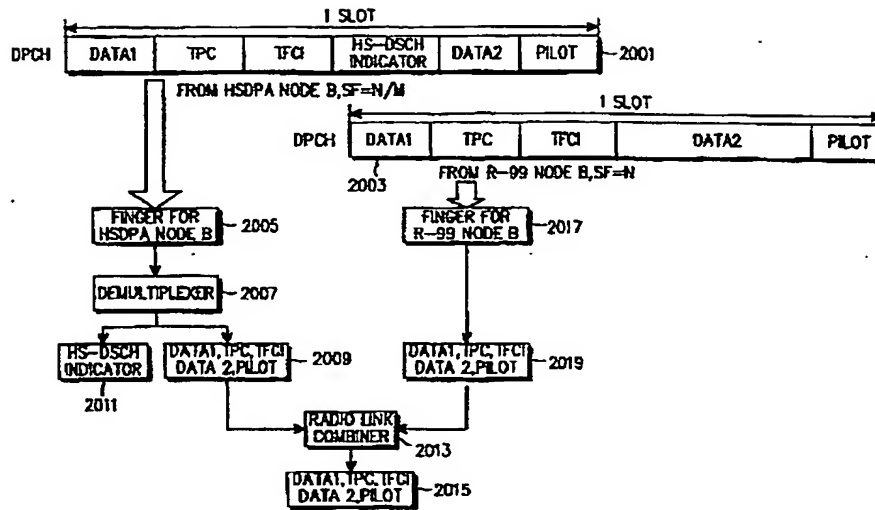 1 SLOT
DPCH DATA1 TPC TFCI HS-DSCH INDICATOR DATA2 PILOT 2001
FROM HSDPA NODE B,SF=N/M
1 SLOT
DPCH DATA1 TPC TFCI DATA2 PILOT
2003
FROM R-99 NODE B,SF=N
FINGER FOR
HSDPA NODE B
2005
FINGER FOR
R-99 NODE B
2017
DEMULTIPLEXER 2007
HS-DSCH
INDICATOR
2011
DATA1,TPC,TFCI
DATA 2,PILOT
2009
DATA1,TPC,TFCI
DATA 2,PILOT
2019
RADIO LINK
COMBINER
2013
DATA1,TPC,TFCI
DATA 2,PILOT
2015